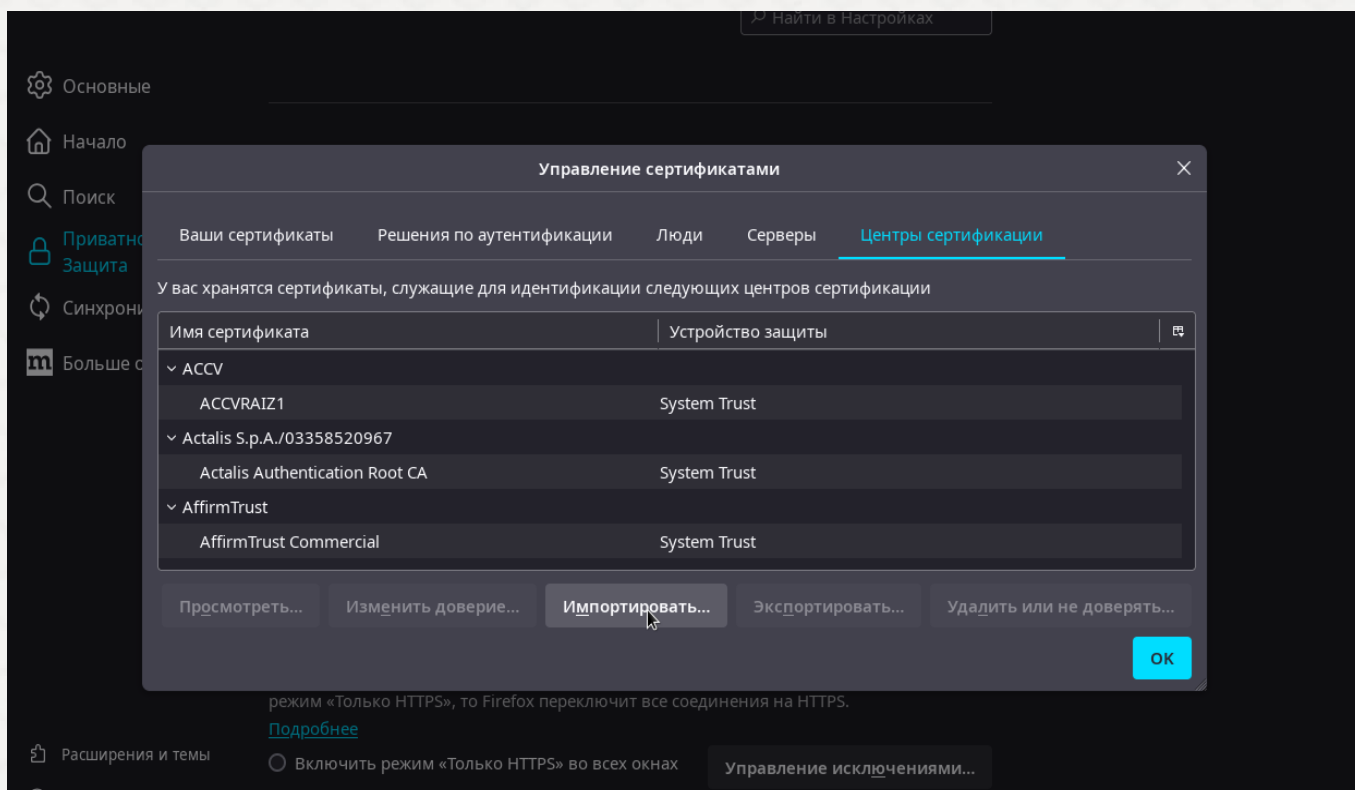 Найти в Настройках
Основные
Начало
Поиск
Приватно
Защита
Синхрони
Больше о
Управление сертификатами
Ваши сертификаты
Решения по аутентификации
Люди
Серверы
Центры сертификации
У вас хранятся сертификаты, служащие для идентификации следующих центров сертификации
Имя сертификата
Устройство защиты
ACCV
ACCVRAIZ1
System Trust
Actalis S.p.A./03358520967
Actalis Authentication Root CA
System Trust
AffirmTrust
AffirmTrust Commercial
System Trust
Просмотреть...
Изменить доверие...
Импортировать...
Экспортировать...
Удалить или не доверять...
OK
режим «Только HTTPS», то Firefox переключит все соединения на HTTPS.
Подробнее
Включить режим «Только HTTPS» во всех окнах
Управление исключениями...
Расширения и темы